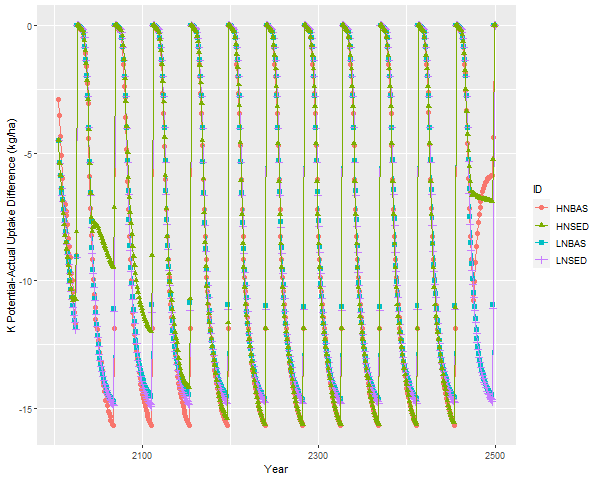 K Potential-Actual Uptake Difference (kg/ha)
0
-5
-10
-15
2100
2300
2500
Year
ID
HNBAS
HNSED
LNBAS
LNSED